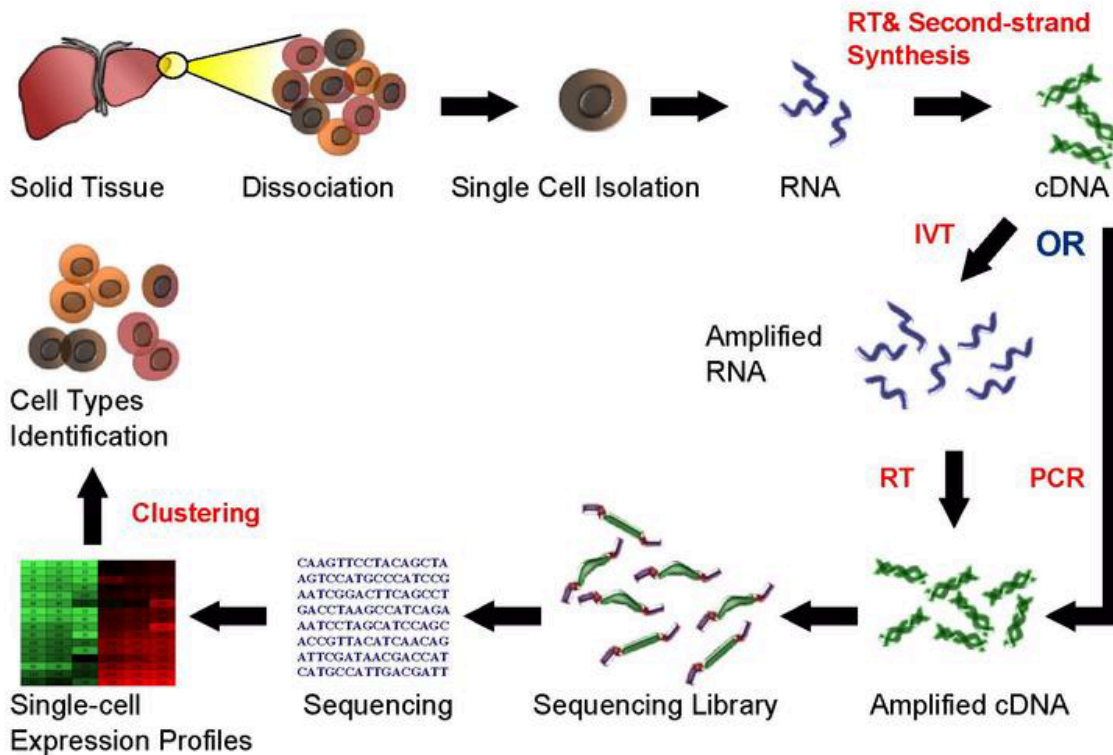 RT& Second-strand
Synthesis
Solid Tissue
Dissociation
Single Cell Isolation
RNA
cDNA
IVT
OR
Amplified
RNA
RT
PCR
Cell Types
Identification
Clustering
CAAGTTCCTACAGCTA
AGTCCATGCCCATCCG
AATCGGACTTCAGCCT
GACCTAAGCCATCAGA
AATCCTAGCATCCAGC
ACCGTTACATCAACAG
ATTCGATAACGACCAT
CATGCCATTGACGATT
Single-cell
Expression Profiles
Sequencing
Sequencing Library
Amplified cDNA